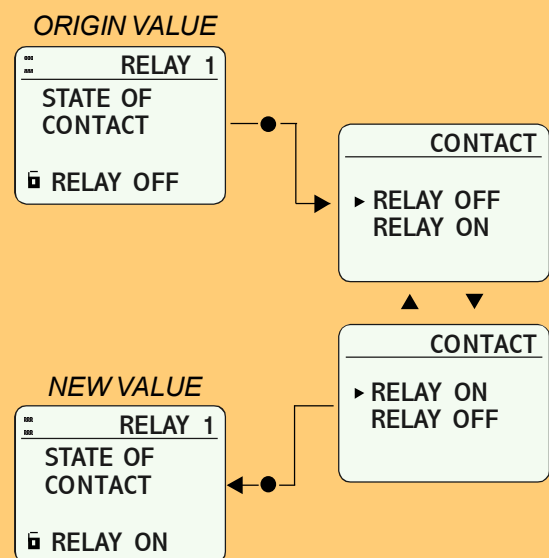 ORIGIN VALUE
RELAY 1
STATE OF
CONTACT
RELAY OFF
CONTACT
RELAY OFF
RELAY ON
CONTACT
RELAY ON
RELAY OFF
NEW VALUE
RELAY 1
STATE OF
CONTACT
RELAY ON